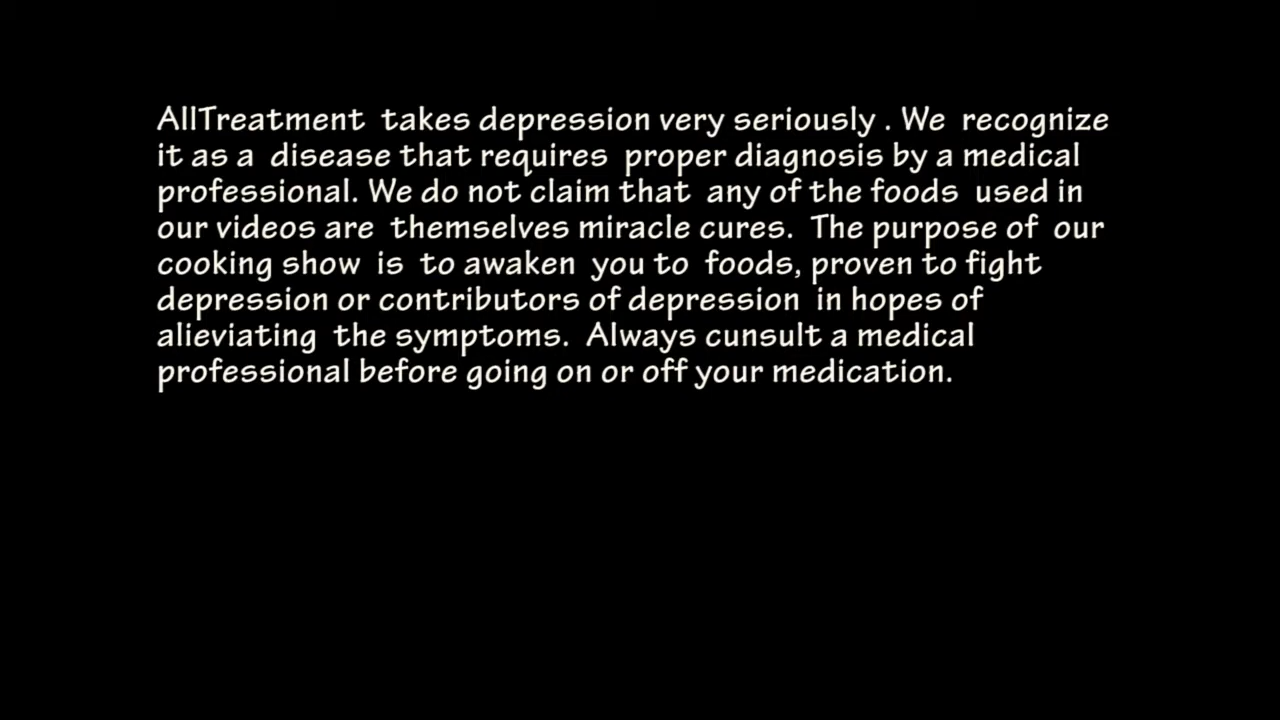 AllTreatment takes depression very seriously . We recognize
it as a disease that requires proper diagnosis by a medical
professional. We do not claim that any of the foods used in
our videos are themselves miracle cures. The purpose of our
cooking show is to awaken you to foods, proven to fight
depression or contributors of depression in hopes of
alieviating the symptoms. Always cunsult a medical
professional before going on or off your medication.